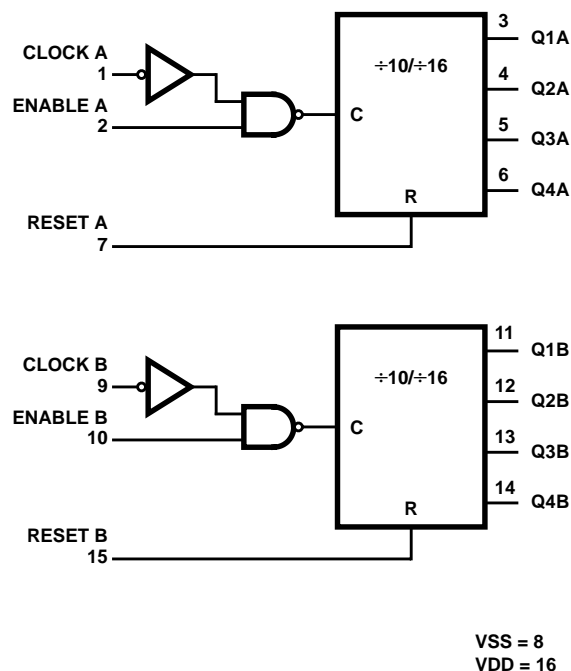 CLOCK A
1
ENABLE A
2
RESET A
7
÷10/÷16
C
R
3
Q1A
4
Q2A
5
Q3A
6
Q4A
CLOCK B
9
ENABLE B
10
RESET B
15
÷10/÷16
C
R
11
Q1B
12
Q2B
13
Q3B
14
Q4B
VSS = 8
VDD = 16